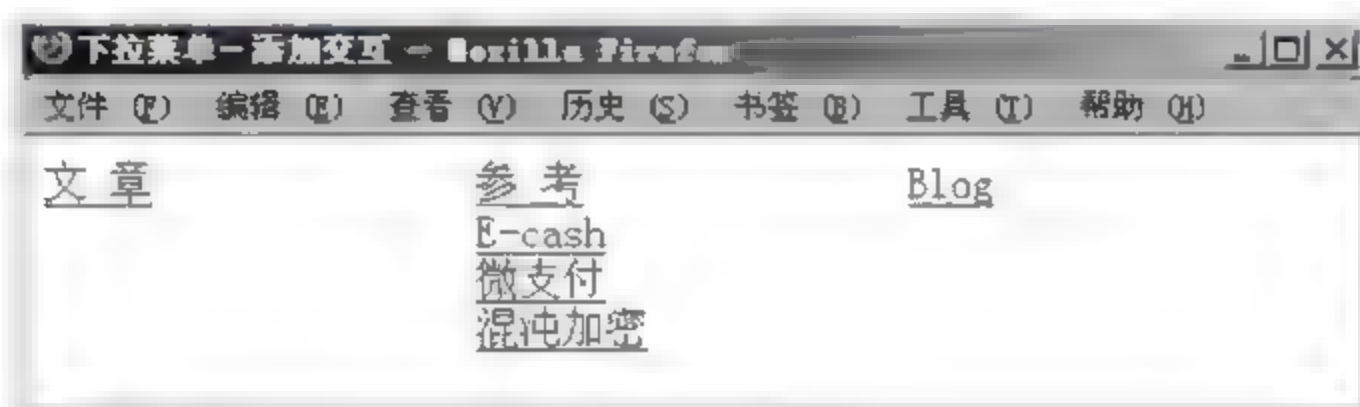 下拉菜单-添加交互 - Mozilla Firefox
文件 (F) 编辑 (E) 查看 (V) 历史 (S) 书签 (B) 工具 (T) 帮助 (H)
文 章 参 考 Blog
E-cash
微支付
混沌加密